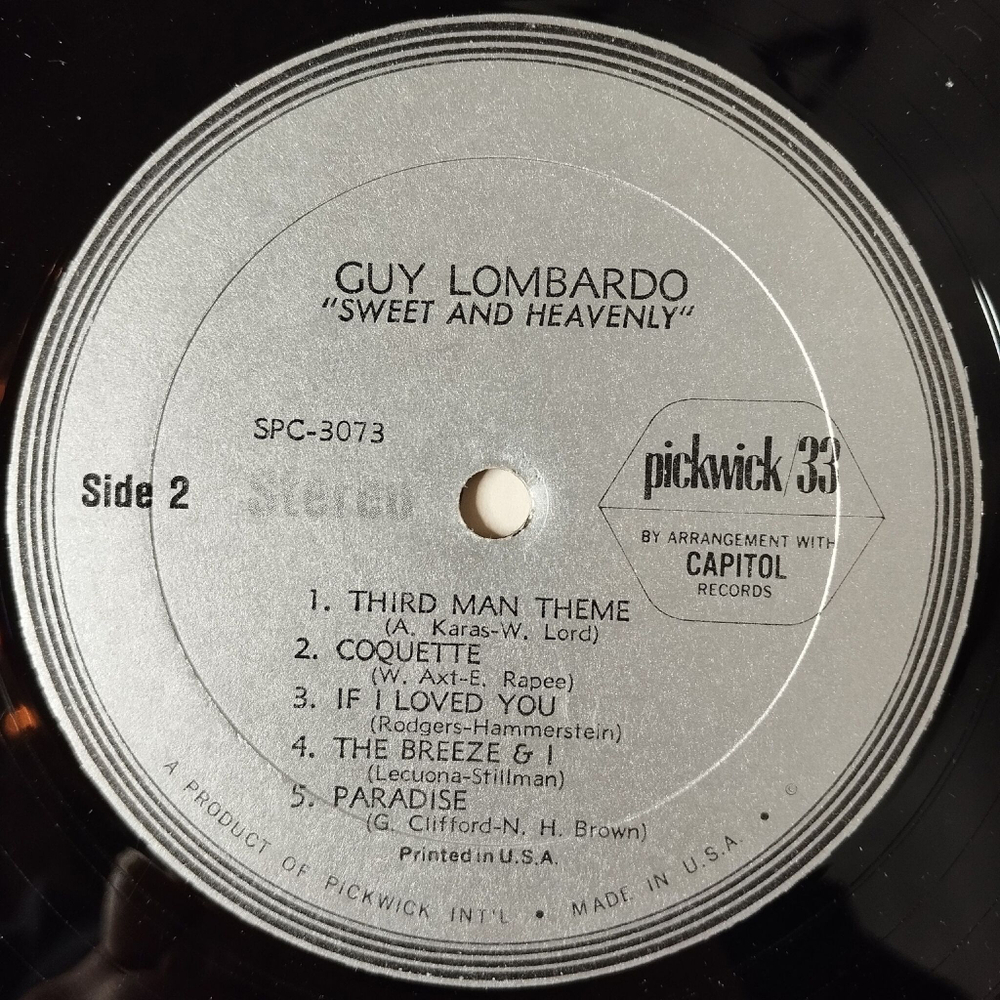 GUY LOMBARDO
"SWEET AND HEAVENLY"
SPC-3073
Side 2
Stereo
pickwick/33
BY ARRANGEMENT WITH
CAPITOL
RECORDS
1. THIRD MAN THEME
(A. Karas-W. Lord)
2. COQUETTE
(W. Axt-E. Rapee)
3. IF I LOVED YOU
(Rodgers-Hammerstein)
4. THE BREEZE & I
(Lecuona-Stillman)
5. PARADISE
(G. Clifford-N. H. Brown)
Printed in U.S.A.
A PRODUCT OF PICKWICK INT'L • MADE IN U.S.A. • ©